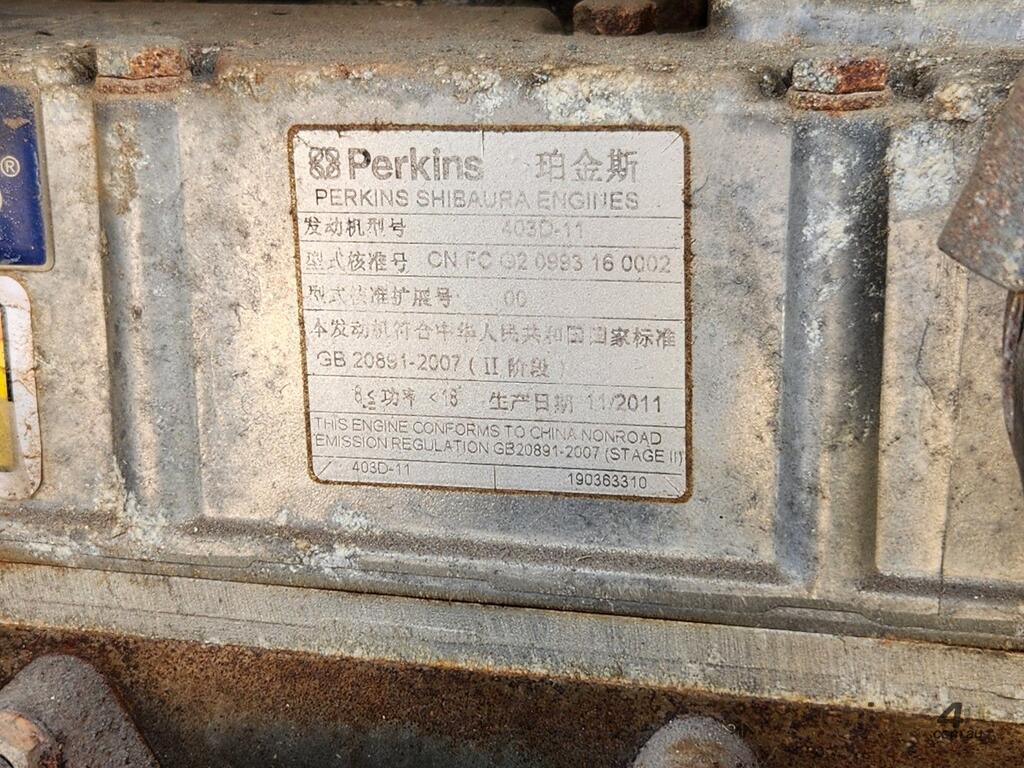 ®
Perkins 珀金斯
PERKINS SHIBAURA ENGINES
发动机型号 403D-11
型式核准号 CN FC G2 0993 16 0002
型式核准扩展号 00
本发动机符合中华人民共和国国家标准
GB 20891-2007 ( II 阶段 )
8≤功率 <18 生产日期 11/2011
THIS ENGINE CONFORMS TO CHINA NONROAD
EMISSION REGULATION GB20891-2007 (STAGE II)
403D-11 190363310
4
com.au